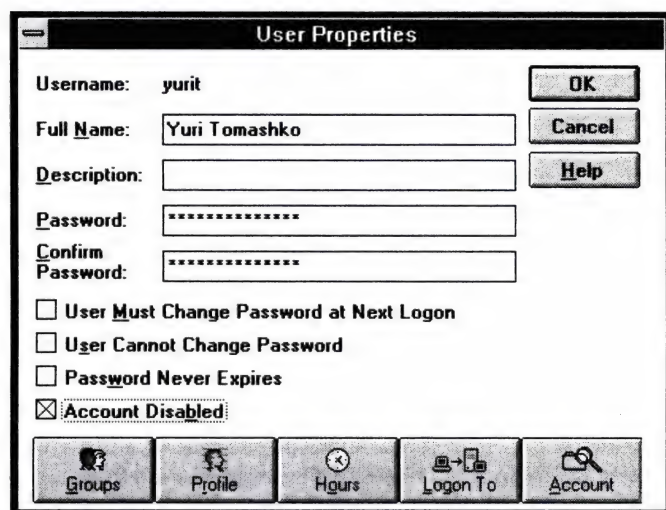 User Properties
Username: yurit
OK
Full Name: Yuri Tomashko
Cancel
Description:
Help
Password: **************
Confirm
Password: **************
User Must Change Password at Next Logon
User Cannot Change Password
Password Never Expires
Account Disabled
Groups Profile Hours Logon To Account